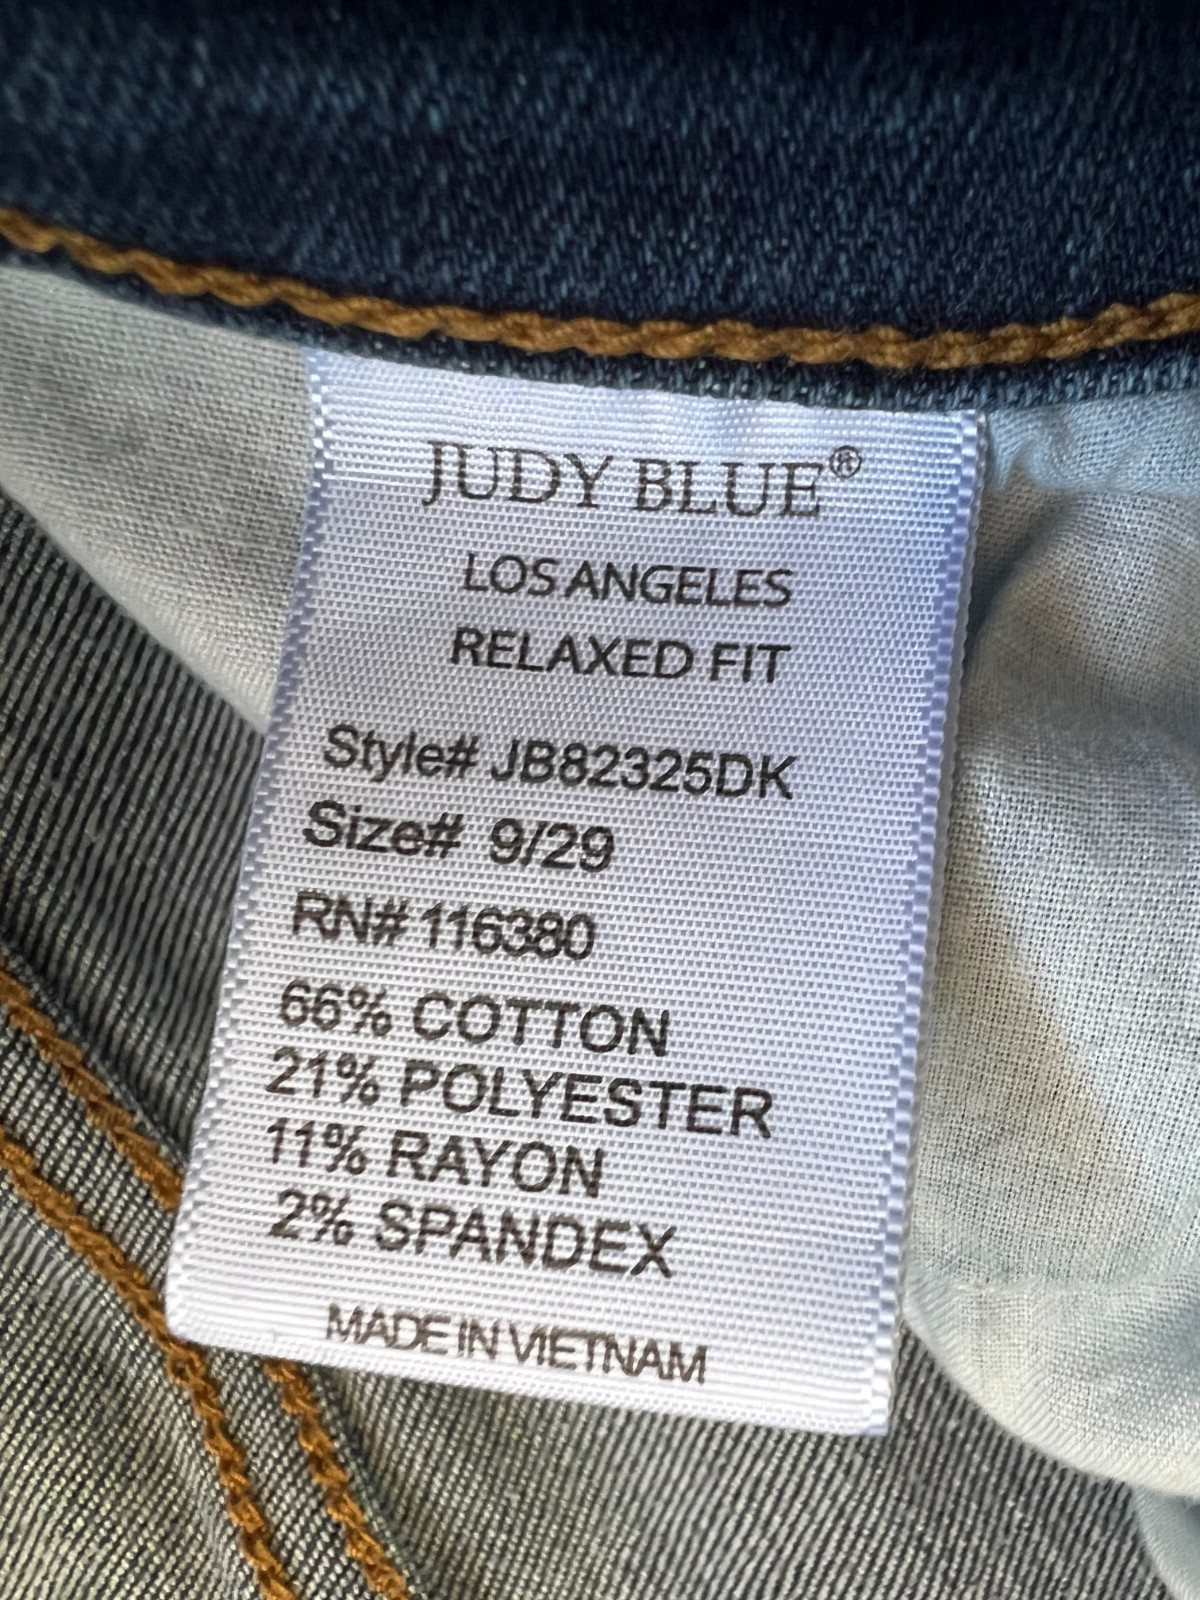 JUDY BLUE®
LOS ANGELES
RELAXED FIT
Style# JB82325DK
Size# 9/29
RN# 116380
66% COTTON
21% POLYESTER
11% RAYON
2% SPANDEX
MADE IN VIETNAM